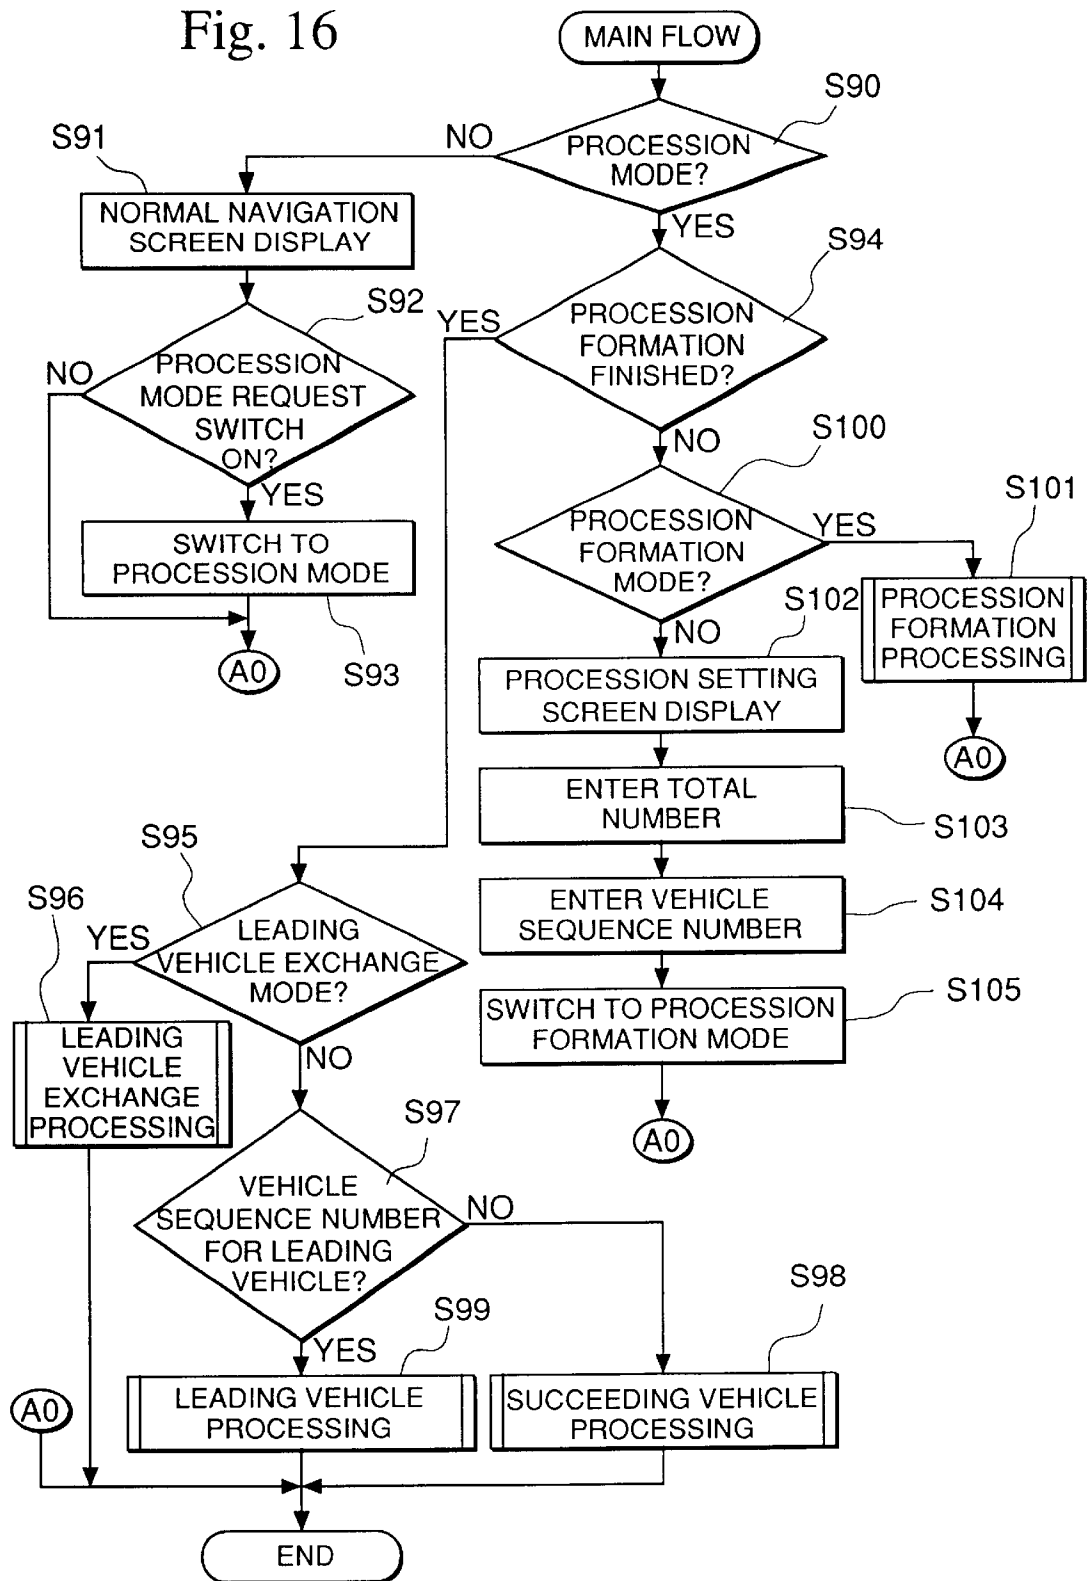 Fig. 16
MAIN FLOW
S90
PROCESSION
MODE?
NO
YES
S91
NORMAL NAVIGATION
SCREEN DISPLAY
S92
PROCESSION
MODE REQUEST
SWITCH
ON?
NO
YES
SWITCH TO
PROCESSION MODE
S93
A0
S94
PROCESSION
FORMATION
FINISHED?
YES
NO
S100
PROCESSION
FORMATION
MODE?
YES
NO
S101
PROCESSION
FORMATION
PROCESSING
A0
S102
PROCESSION SETTING
SCREEN DISPLAY
ENTER TOTAL
NUMBER
S103
ENTER VEHICLE
SEQUENCE NUMBER
S104
SWITCH TO PROCESSION
FORMATION MODE
S105
A0
S95
LEADING
VEHICLE EXCHANGE
MODE?
YES
NO
S96
LEADING
VEHICLE
EXCHANGE
PROCESSING
S97
VEHICLE
SEQUENCE NUMBER
FOR LEADING
VEHICLE?
NO
YES
S99
LEADING VEHICLE
PROCESSING
S98
SUCCEEDING VEHICLE
PROCESSING
A0
END